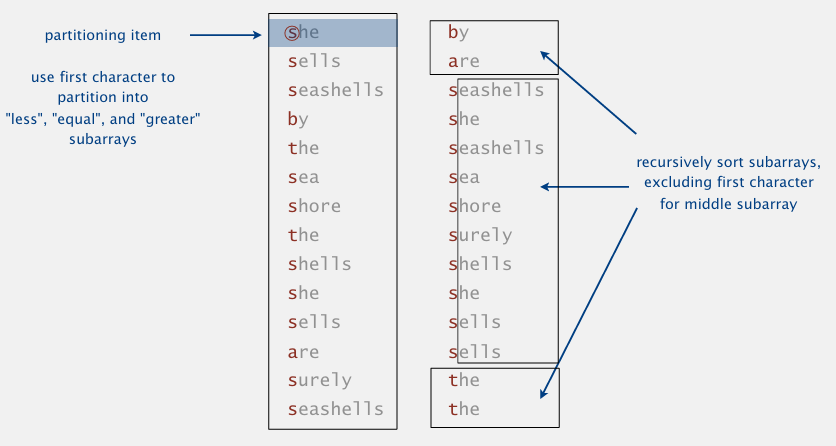 partitioning item
use first character to
partition into
"less", "equal", and "greater"
subarrays
she
sells
seashells
by
the
sea
shore
the
shells
she
sells
are
surely
seashells
by
are
seashells
she
seashells
sea
shore
surely
shells
she
sells
sells
the
the
recursively sort subarrays,
excluding first character
for middle subarray